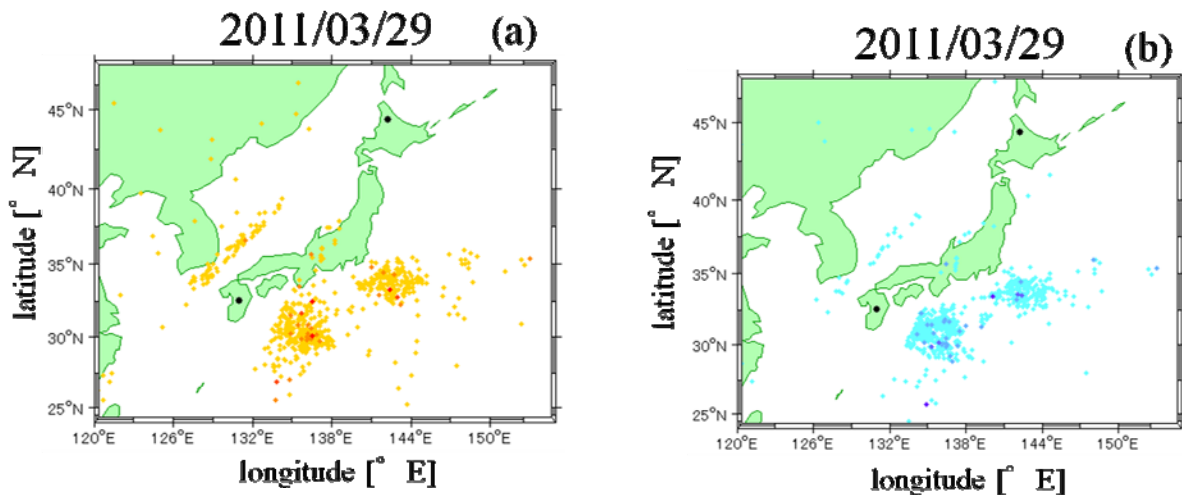 2011/03/29 (a)
45°N
40°N
35°N
30°N
25°N
latitude [° N]
120°E 126°E 132°E 138°E 144°E 150°E
longitude [° E]
2011/03/29 (b)
45°N
40°N
35°N
30°N
25°N
latitude [° N]
120°E 126°E 132°E 138°E 144°E 150°E
longitude [° E]